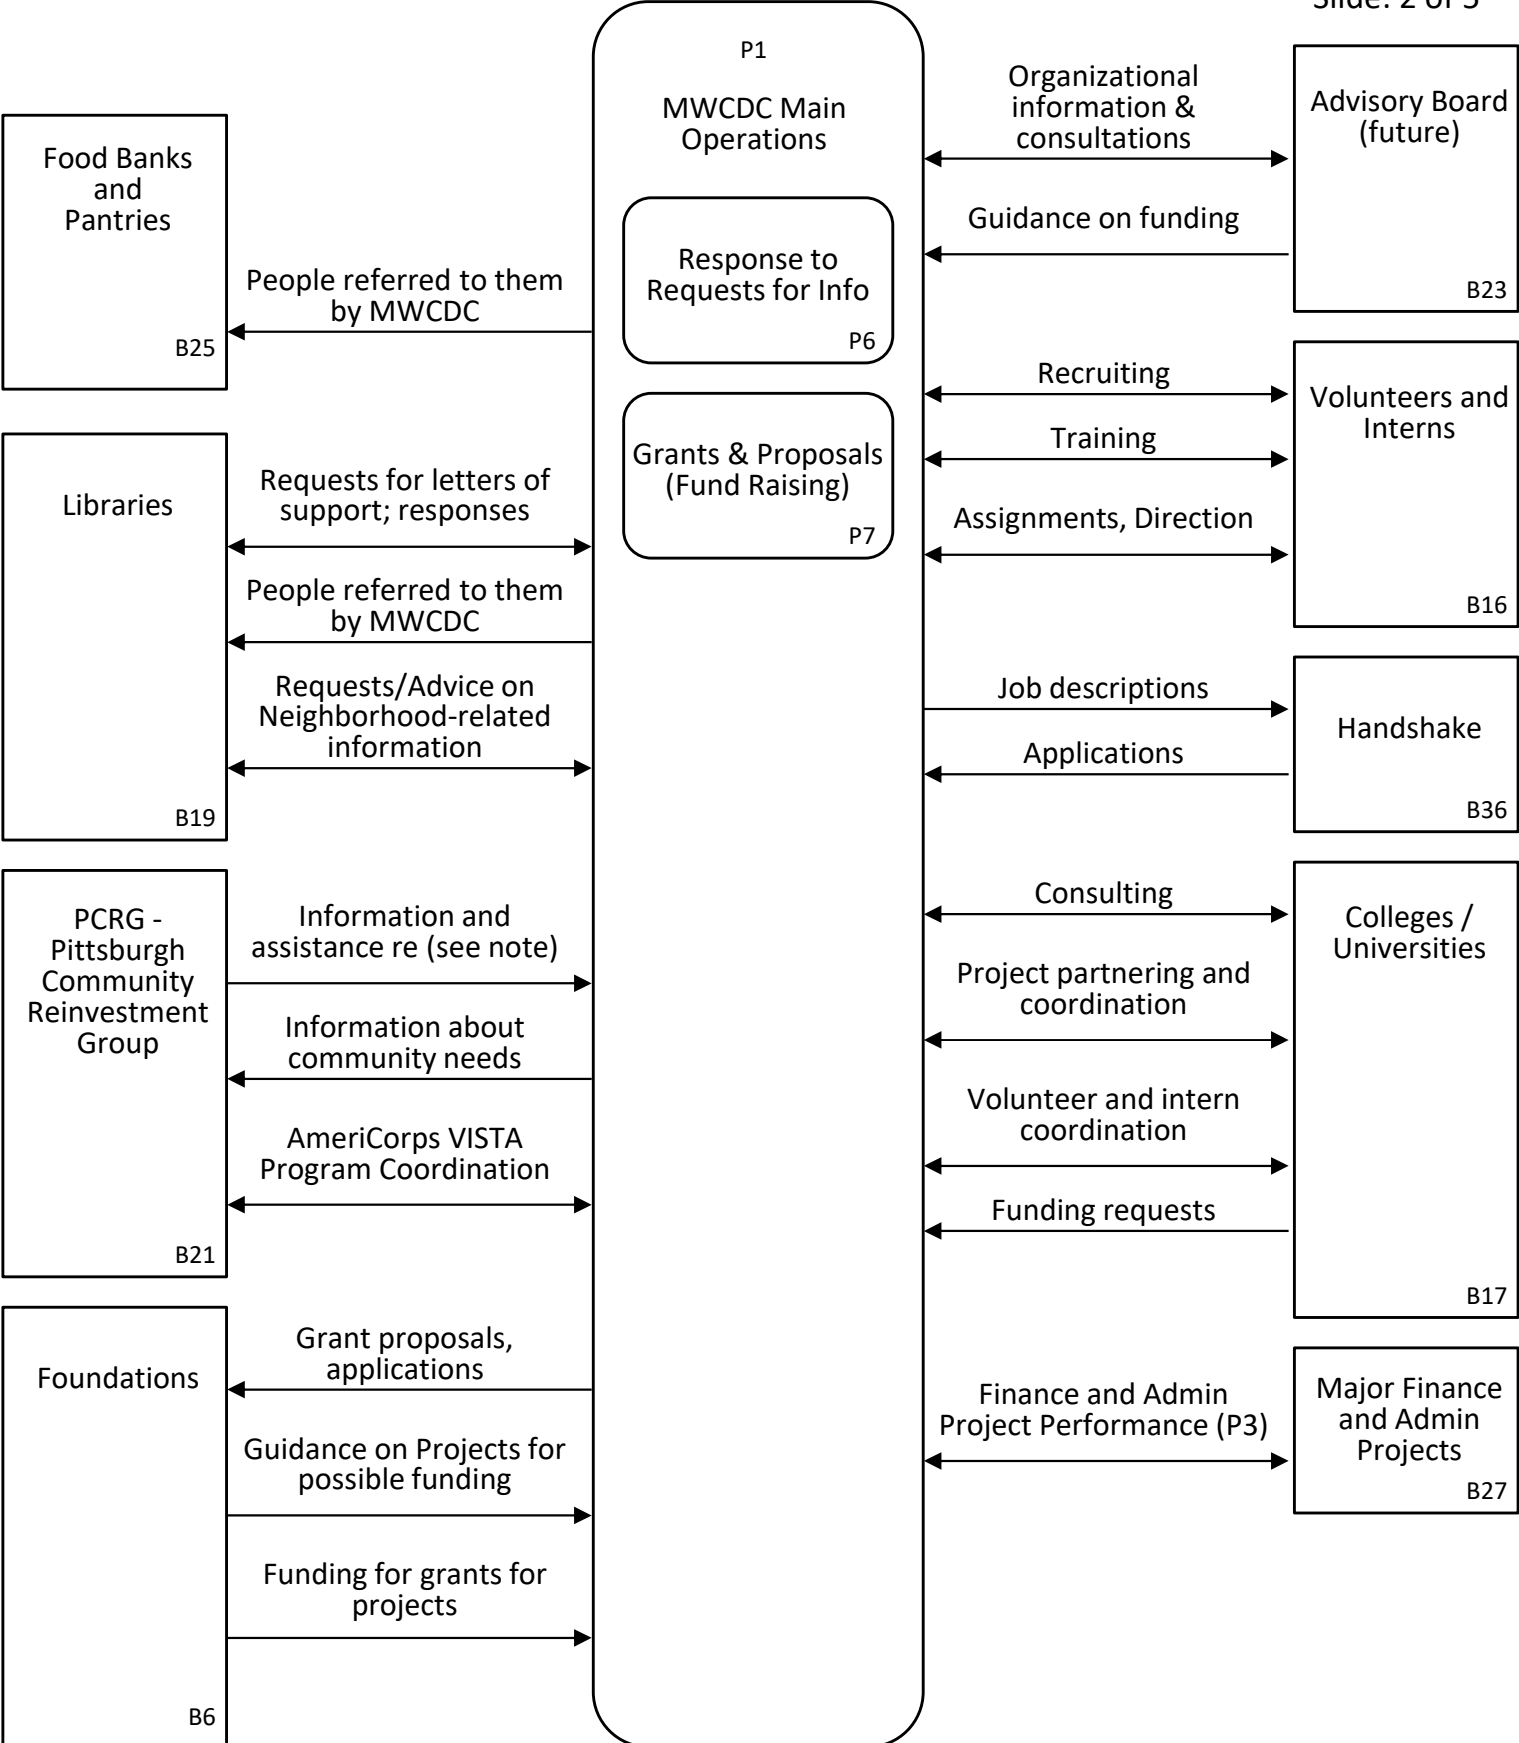 Slide: 2 of 5
P1
MWCDC Main
Operations
Response to
Requests for Info
P6
Grants & Proposals
(Fund Raising)
P7
Food Banks
and
Pantries
B25
People referred to them
by MWCDC
Libraries
B19
Requests for letters of
support; responses
People referred to them
by MWCDC
Requests/Advice on
Neighborhood-related
information
PCRG -
Pittsburgh
Community
Reinvestment
Group
B21
Information and
assistance re (see note)
Information about
community needs
AmeriCorps VISTA
Program Coordination
Foundations
B6
Grant proposals,
applications
Guidance on Projects for
possible funding
Funding for grants for
projects
Organizational
information &
consultations
Guidance on funding
Advisory Board
(future)
B23
Recruiting
Training
Assignments, Direction
Volunteers and
Interns
B16
Job descriptions
Applications
Handshake
B36
Consulting
Project partnering and
coordination
Volunteer and intern
coordination
Funding requests
Colleges /
Universities
B17
Finance and Admin
Project Performance (P3)
Major Finance
and Admin
Projects
B27